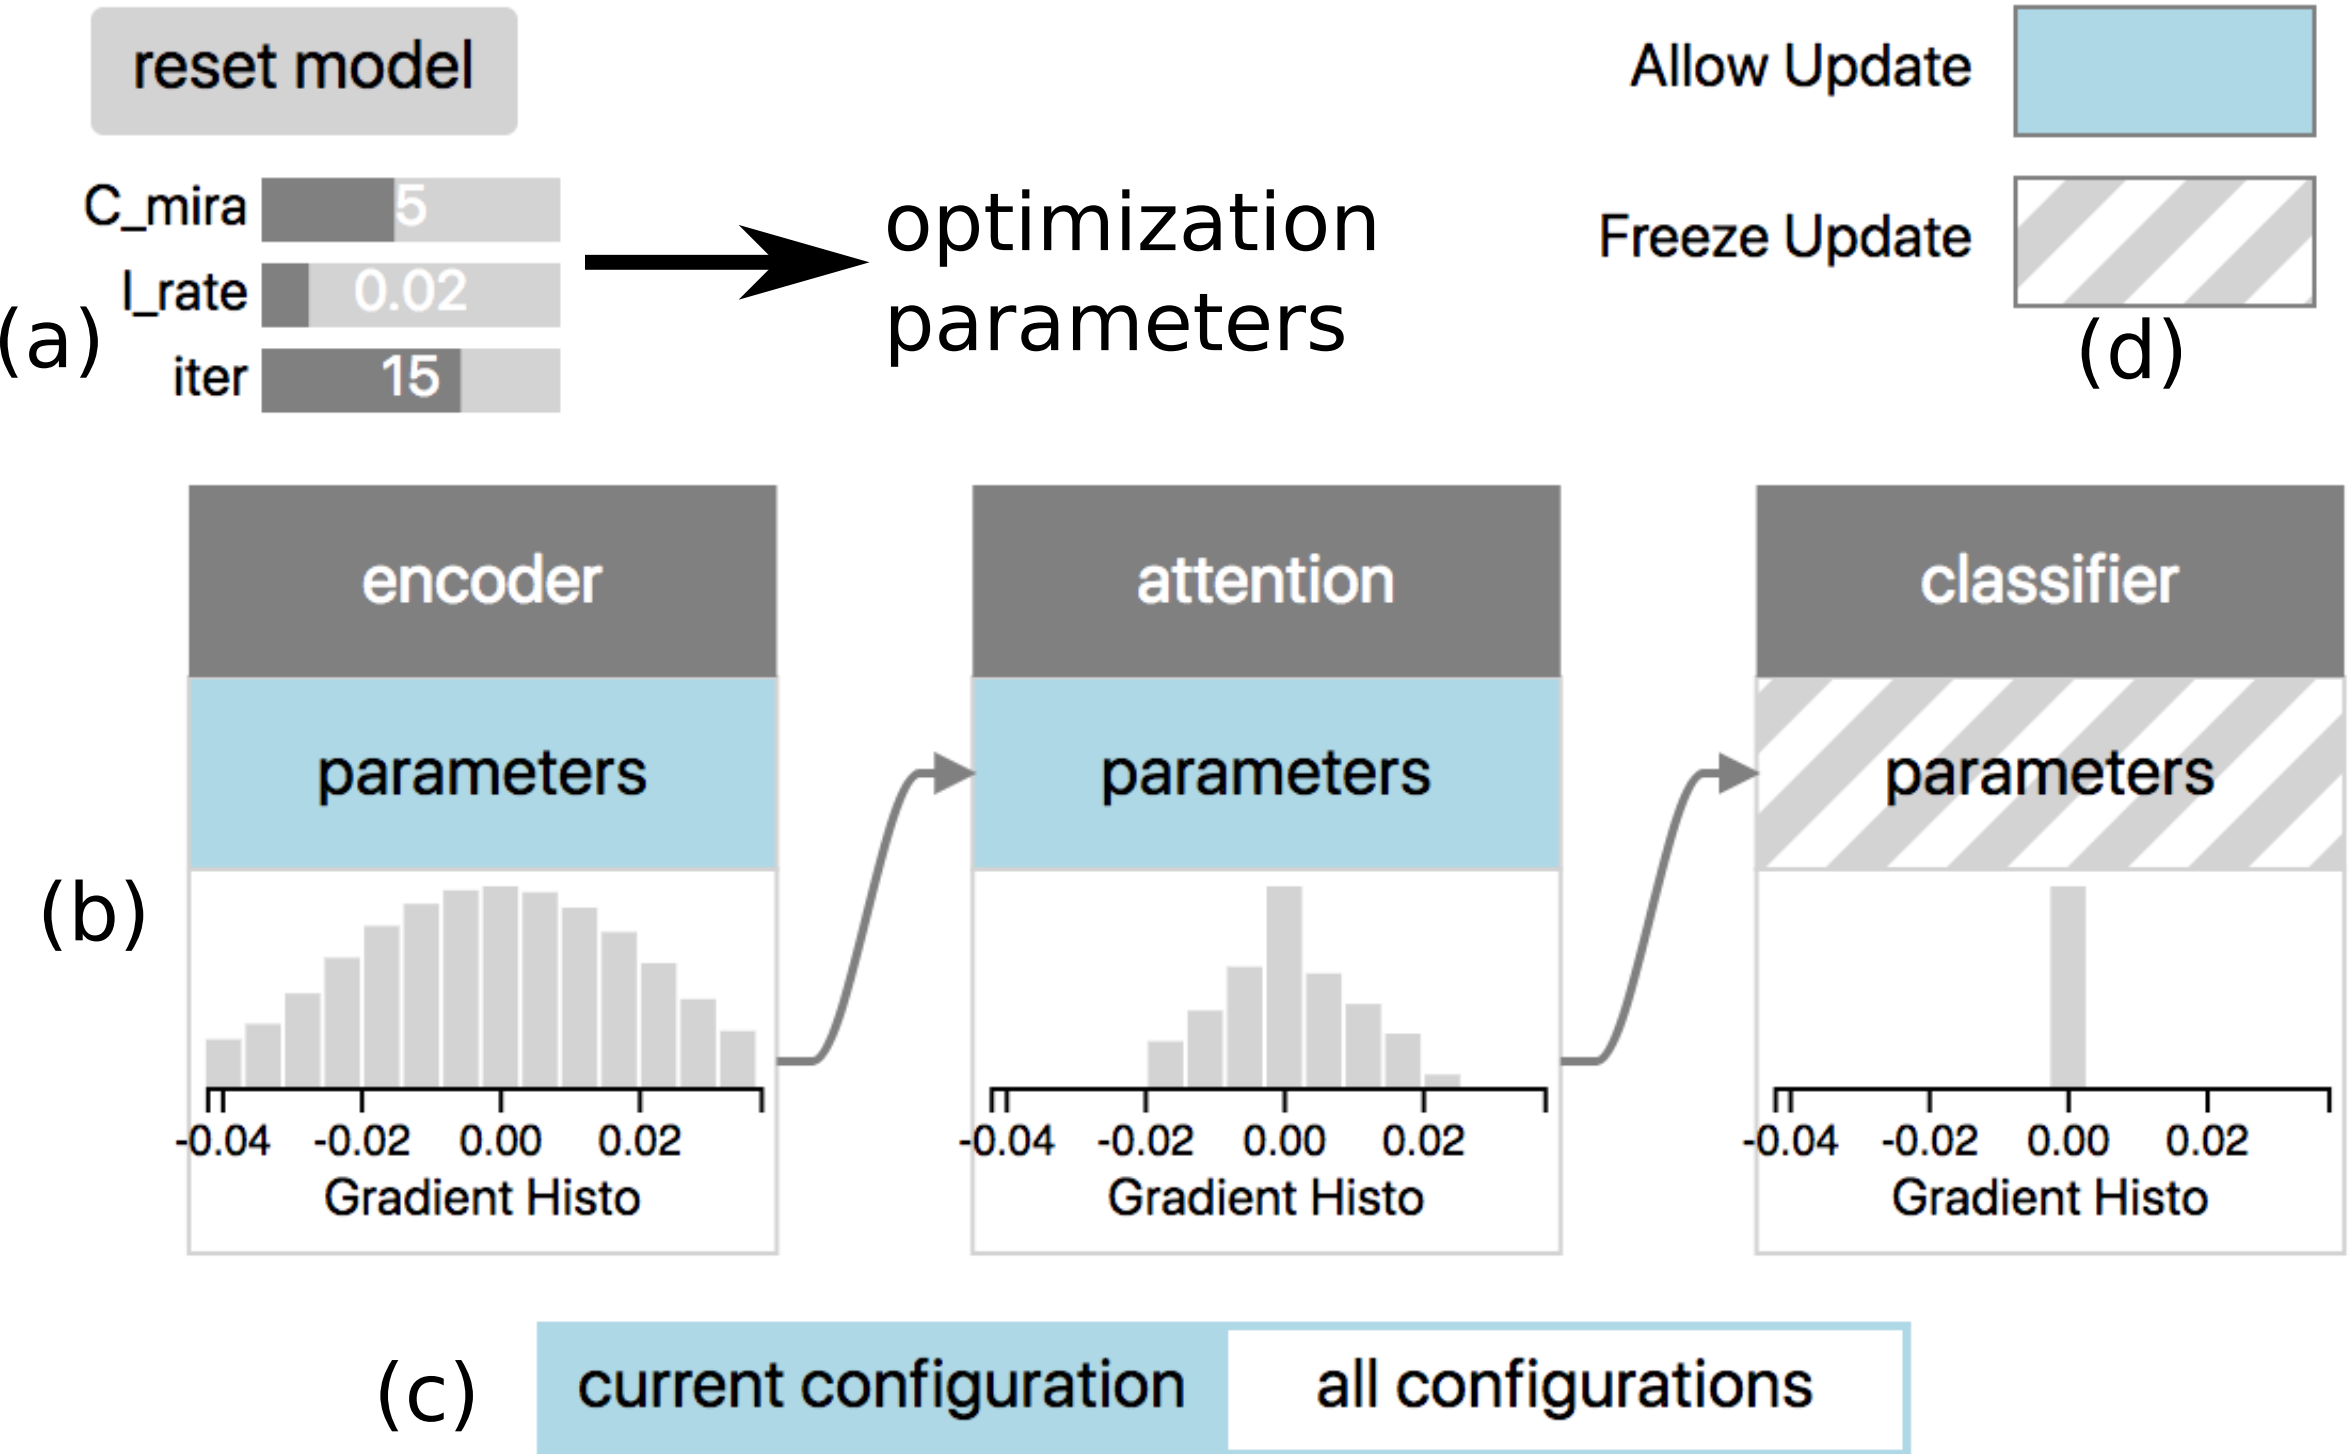 reset model
C_mira 5
l_rate 0.02
iter 15
(a)
optimization
parameters
Allow Update
Freeze Update
(d)
encoder
parameters
-0.04 -0.02 0.00 0.02
Gradient Histo
attention
parameters
-0.04 -0.02 0.00 0.02
Gradient Histo
classifier
parameters
-0.04 -0.02 0.00 0.02
Gradient Histo
(b)
(c)
current configuration
all configurations